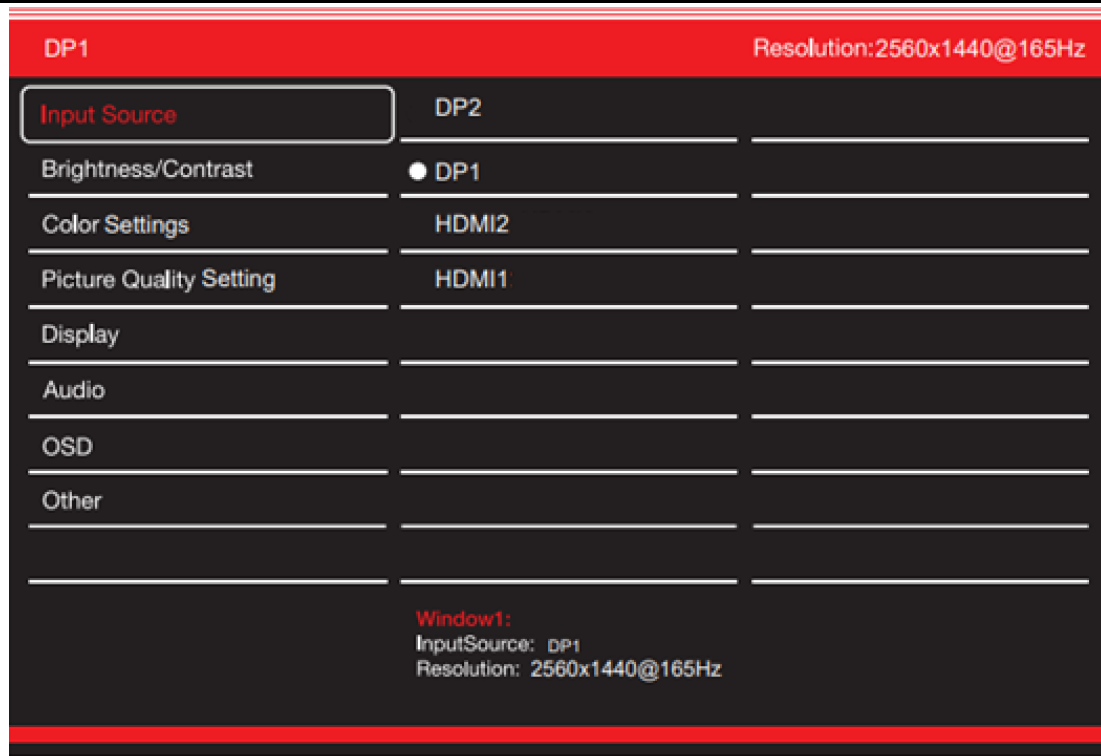 DP1
Resolution:2560x1440@165Hz
Input Source
DP2
Brightness/Contrast
DP1
Color Settings
HDMI2
Picture Quality Setting
HDMI1
Display
Audio
OSD
Other
Window1:
InputSource: DP1
Resolution: 2560x1440@165Hz